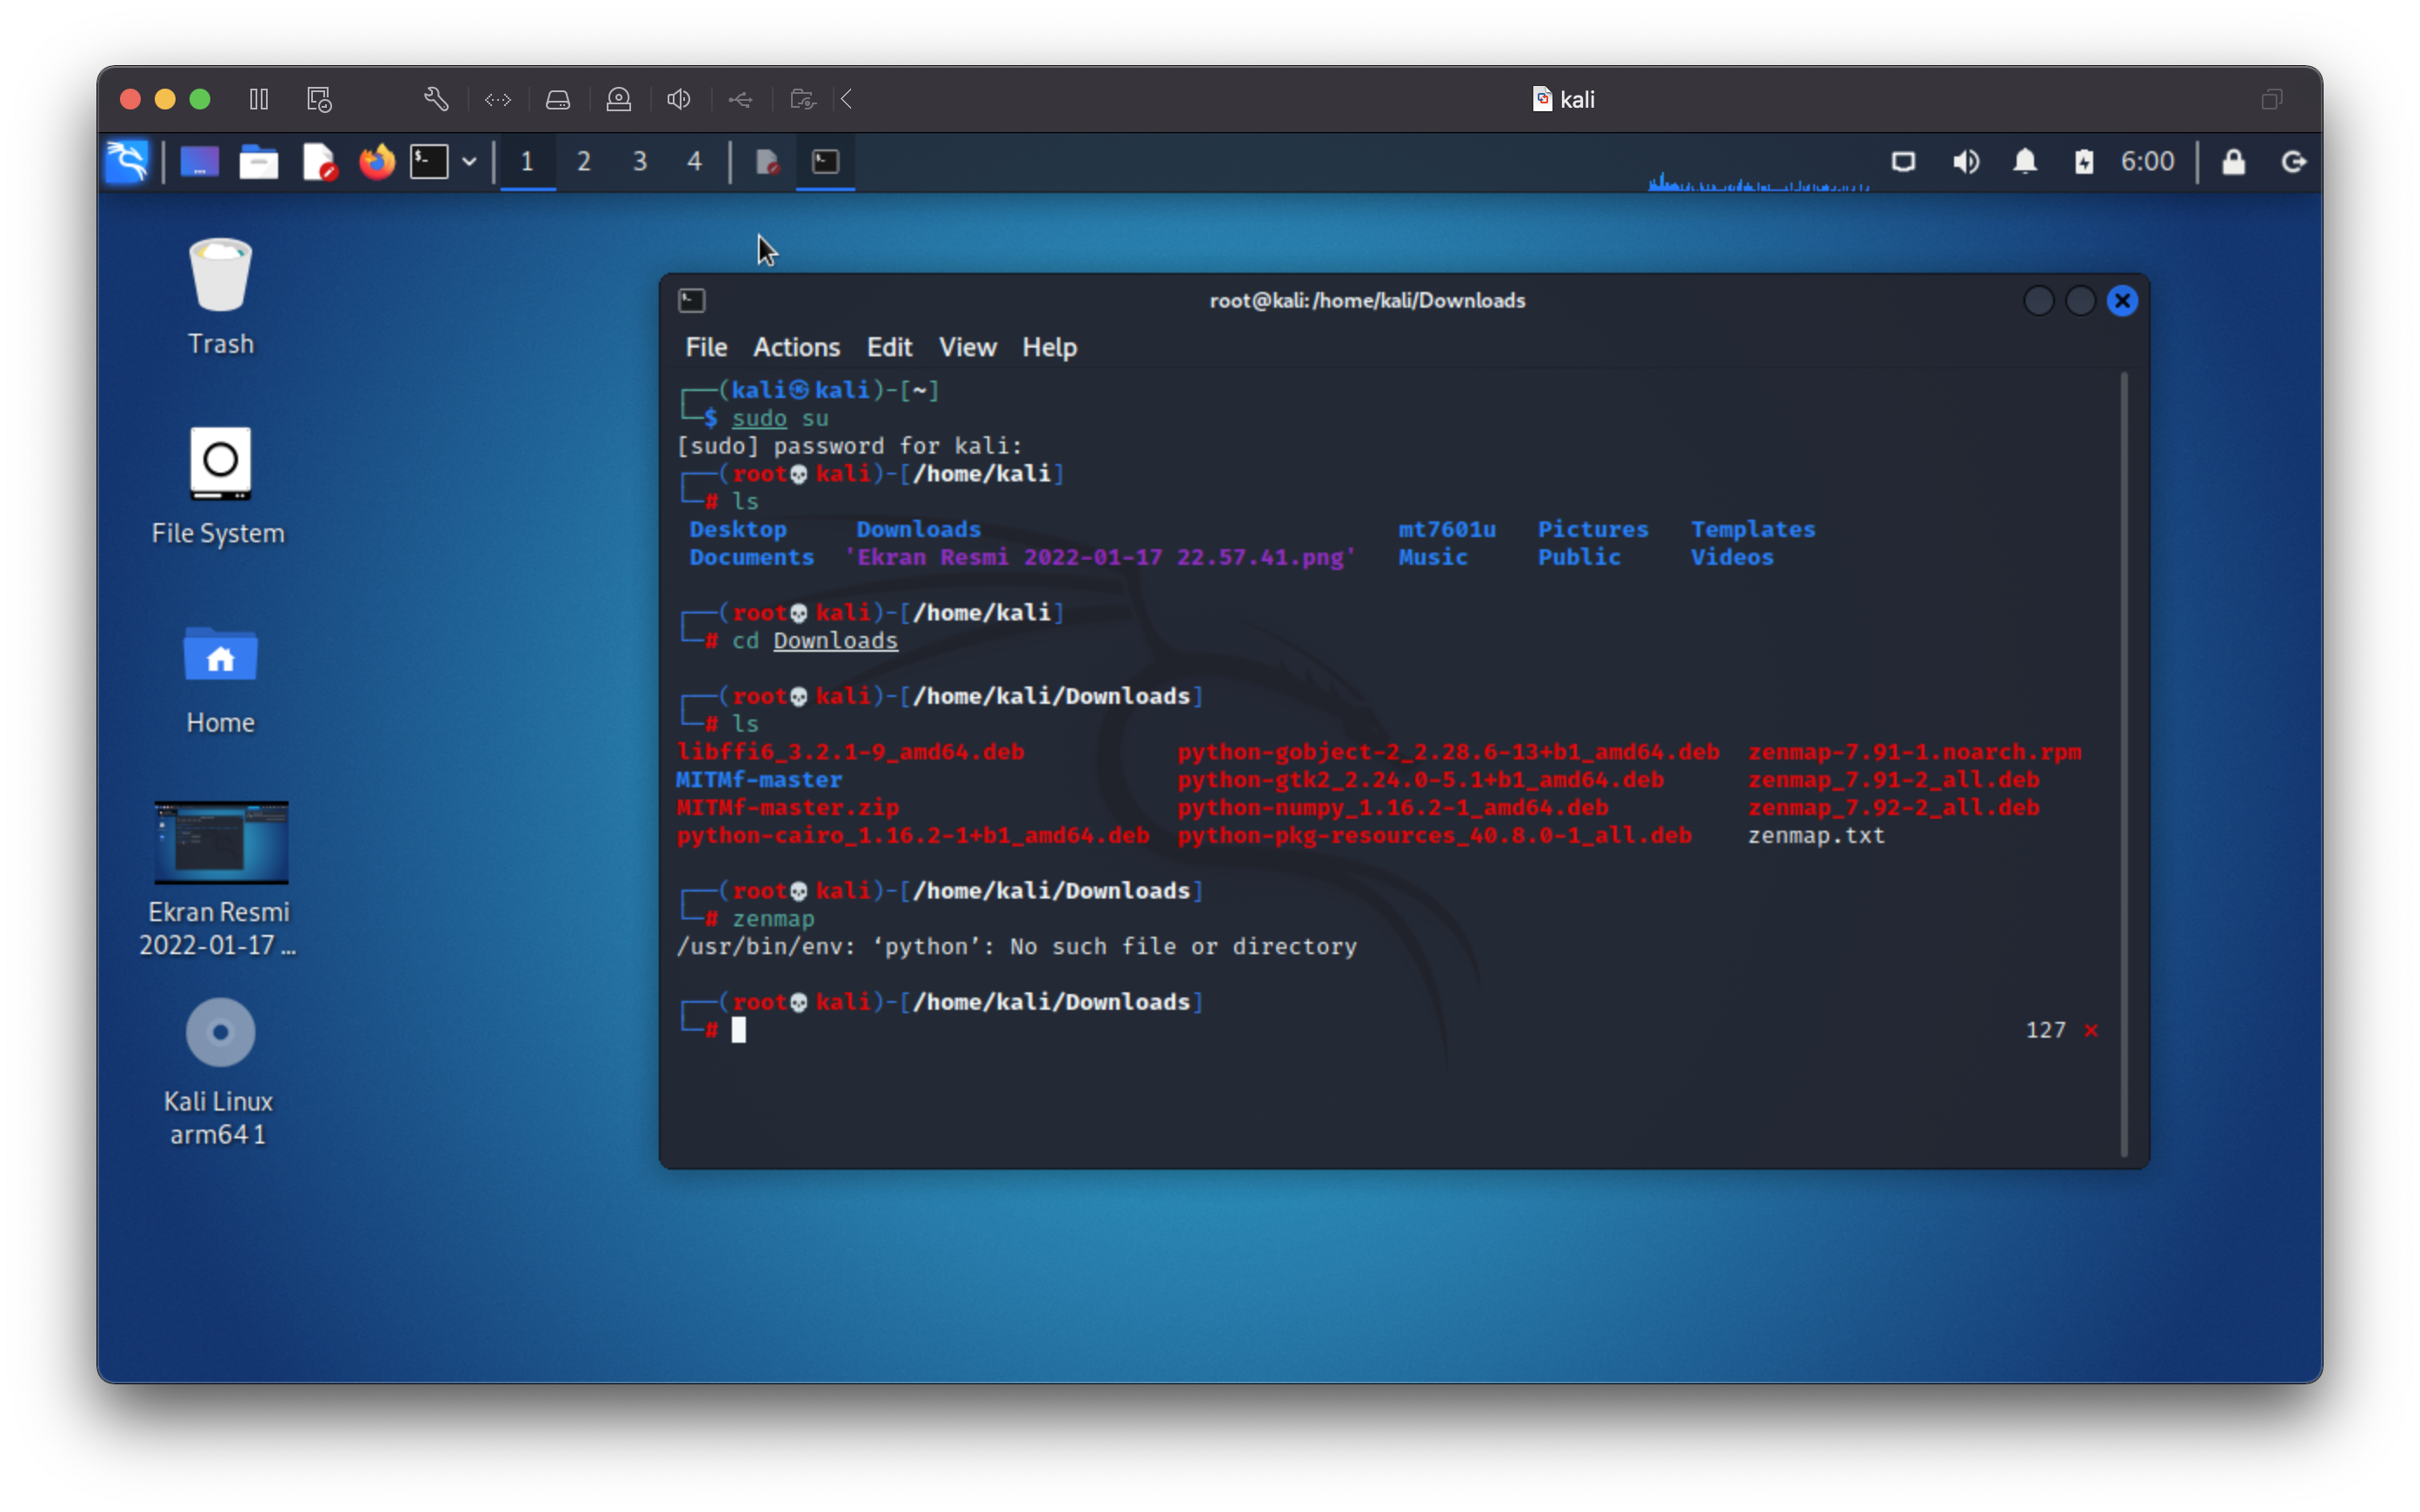 kali
1 2 3 4 6:00
Trash
File System
Home
Ekran Resmi
2022-01-17 ...
Kali Linux
arm64 1
root@kali: /home/kali/Downloads
File Actions Edit View Help
┌──(kali㉿kali)-[~]
└─$ sudo su
[sudo] password for kali:
┌──(root💀kali)-[/home/kali]
└─# ls
Desktop Downloads mt7601u Pictures Templates
Documents 'Ekran Resmi 2022-01-17 22.57.41.png' Music Public Videos
┌──(root💀kali)-[/home/kali]
└─# cd Downloads
┌──(root💀kali)-[/home/kali/Downloads]
└─# ls
libffi6_3.2.1-9_amd64.deb python-gobject-2_2.28.6-13+b1_amd64.deb zenmap-7.91-1.noarch.rpm
MITMf-master python-gtk2_2.24.0-5.1+b1_amd64.deb zenmap_7.91-2_all.deb
MITMf-master.zip python-numpy_1.16.2-1_amd64.deb zenmap_7.92-2_all.deb
python-cairo_1.16.2-1+b1_amd64.deb python-pkg-resources_40.8.0-1_all.deb zenmap.txt
┌──(root💀kali)-[/home/kali/Downloads]
└─# zenmap
/usr/bin/env: ‘python’: No such file or directory
┌──(root💀kali)-[/home/kali/Downloads]
└─# 127 ⨯